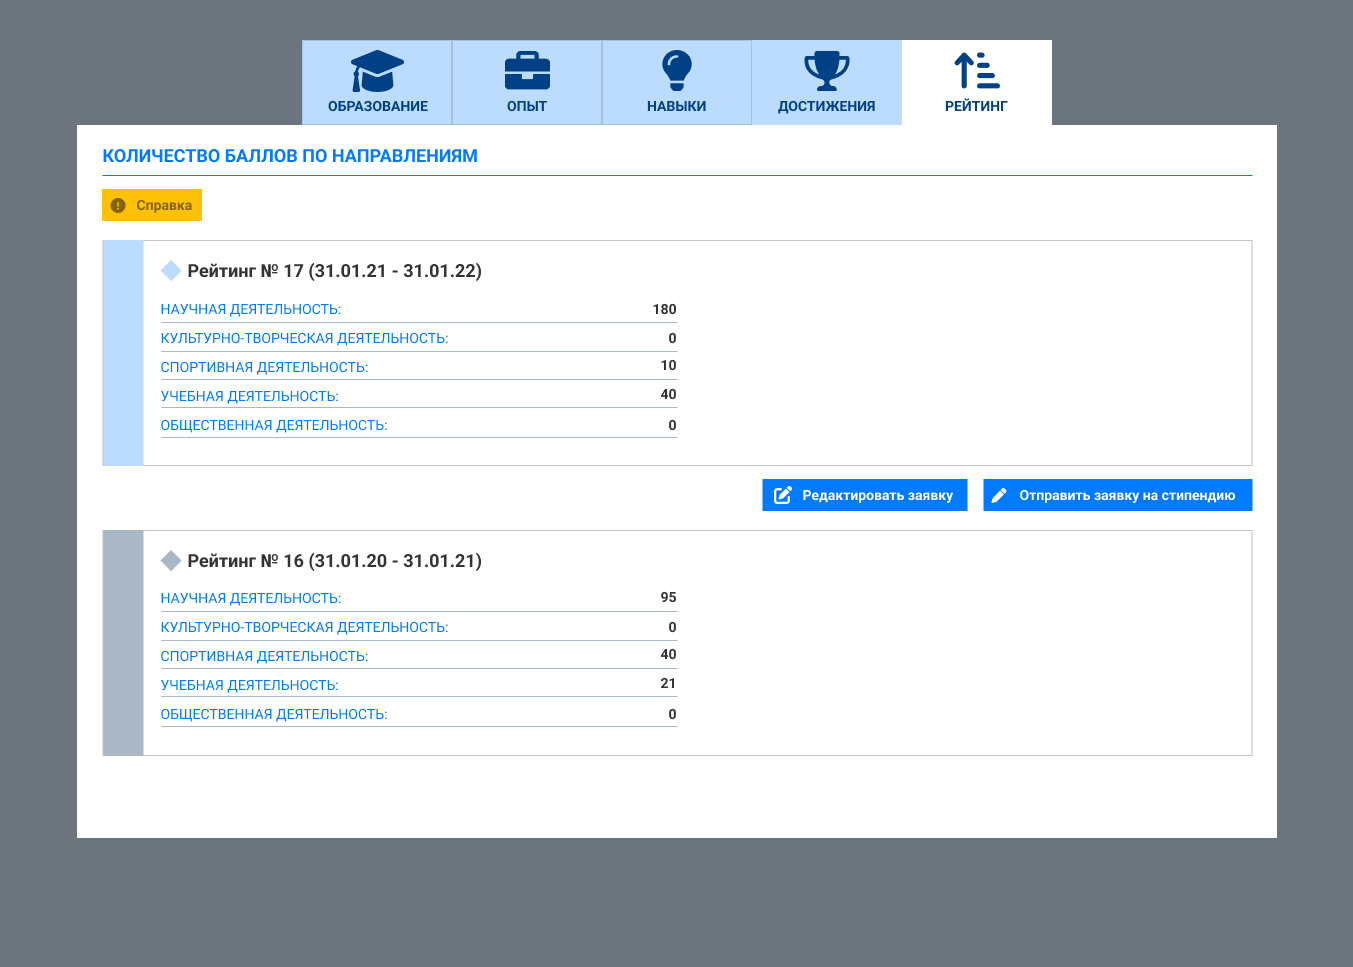 ОБРАЗОВАНИЕ ОПЫТ НАВЫКИ ДОСТИЖЕНИЯ РЕЙТИНГ
КОЛИЧЕСТВО БАЛЛОВ ПО НАПРАВЛЕНИЯМ
Справка
Рейтинг № 17 (31.01.21 - 31.01.22)
НАУЧНАЯ ДЕЯТЕЛЬНОСТЬ: 180
КУЛЬТУРНО-ТВОРЧЕСКАЯ ДЕЯТЕЛЬНОСТЬ: 0
СПОРТИВНАЯ ДЕЯТЕЛЬНОСТЬ: 10
УЧЕБНАЯ ДЕЯТЕЛЬНОСТЬ: 40
ОБЩЕСТВЕННАЯ ДЕЯТЕЛЬНОСТЬ: 0
Редактировать заявку Отправить заявку на стипендию
Рейтинг № 16 (31.01.20 - 31.01.21)
НАУЧНАЯ ДЕЯТЕЛЬНОСТЬ: 95
КУЛЬТУРНО-ТВОРЧЕСКАЯ ДЕЯТЕЛЬНОСТЬ: 0
СПОРТИВНАЯ ДЕЯТЕЛЬНОСТЬ: 40
УЧЕБНАЯ ДЕЯТЕЛЬНОСТЬ: 21
ОБЩЕСТВЕННАЯ ДЕЯТЕЛЬНОСТЬ: 0